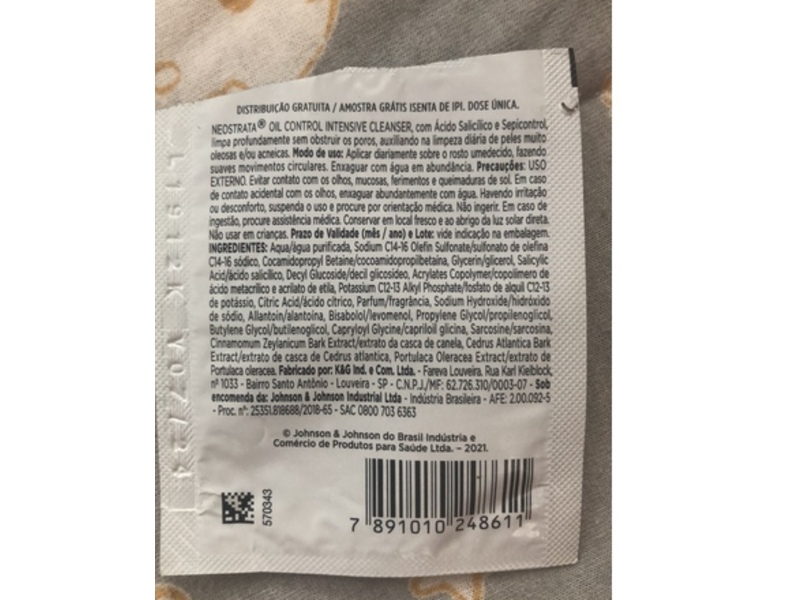 DISTRIBUIÇÃO GRATUITA / AMOSTRA GRÁTIS ISENTA DE IPI. DOSE ÚNICA.
NEOSTRATA® OIL CONTROL INTENSIVE CLEANSER, com Ácido Salicílico e Sepicontrol,
limpa profundamente sem obstruir os poros, auxiliando na limpeza diária de peles muito
oleosas e/ou acneicas. Modo de uso: Aplicar diariamente sobre o rosto umedecido, fazendo
suaves movimentos circulares. Enxaguar com água em abundância. Precauções: USO
EXTERNO. Evitar contato com os olhos, mucosas, ferimentos e queimaduras de sol. Em caso
de contato acidental com os olhos, enxaguar abundantemente com água. Havendo irritação
ou desconforto, suspenda o uso e procure por orientação médica. Não ingerir. Em caso de
ingestão, procure assistência médica. Conservar em local fresco e ao abrigo da luz solar direta.
Não usar em crianças. Prazo de Validade (mês / ano) e Lote: vide indicação na embalagem.
INGREDIENTES: Aqua/água purificada, Sodium C14-16 Olefin Sulfonate/sulfonato de olefina
C14-16 sódico, Cocamidopropyl Betaine/cocoamidopropilbetaina, Glycerin/glicerol, Salicylic
Acid/ácido salicílico, Decyl Glucoside/decil glicosídeo, Acrylates Copolymer/copolímero de
ácido metacrílico e acrilato de etila, Potassium C12-13 Alkyl Phosphate/fosfato de alquil C12-13
de potássio, Citric Acid/ácido cítrico, Parfum/fragrância, Sodium Hydroxide/hidróxido
de sódio, Allantoin/alantoína, Bisabolol/levomenol, Propylene Glycol/propilenoglicol,
Butylene Glycol/butilenoglicol, Capryloyl Glycine/capriloil glicina, Sarcosine/sarcosina,
Cinnamomum Zeylanicum Bark Extract/extrato da casca de canela, Cedrus Atlantica Bark
Extract/extrato de casca de Cedrus atlantica, Portulaca Oleracea Extract/extrato de
Portulaca oleracea. Fabricado por: K&G Ind. e Com. Ltda. - Fareva Louveira. Rua Karl Kielblock,
nº 1033 - Bairro Santo Antônio - Louveira - SP - C.N.P.J./MF: 62.726.310/0003-07 - Sob
encomenda da: Johnson & Johnson Industrial Ltda - Indústria Brasileira - AFE: 2.00.092-5
- Proc. nº: 25351.818688/2018-65 - SAC 0800 703 6363
© Johnson & Johnson do Brasil Indústria e
Comércio de Produtos para Saúde Ltda. – 2021.
570343
7 891010 248611